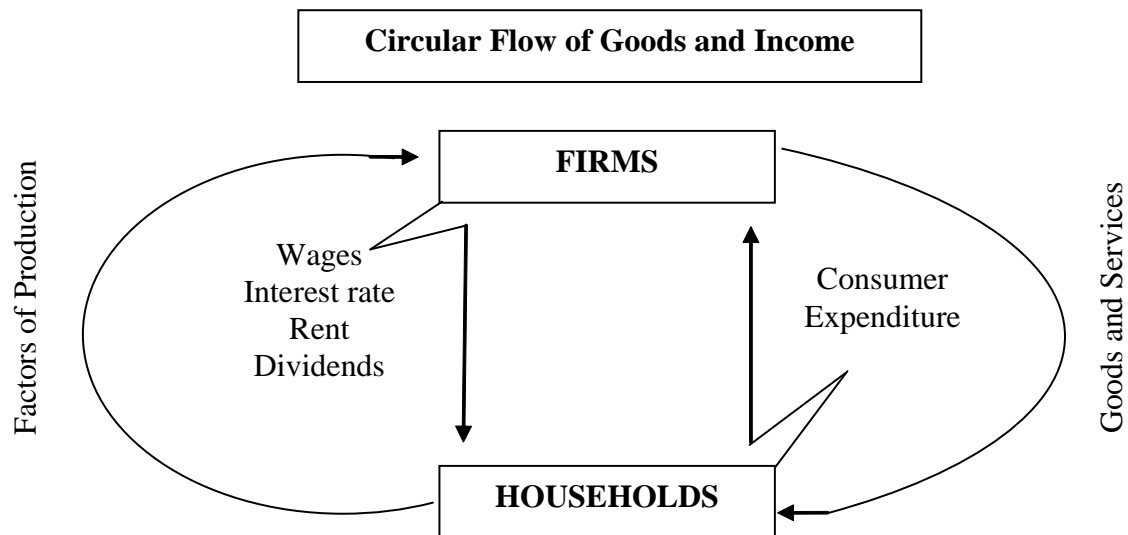 Circular Flow of Goods and Income
FIRMS
Factors of Production
Wages
Interest rate
Rent
Dividends
Consumer
Expenditure
Goods and Services
HOUSEHOLDS